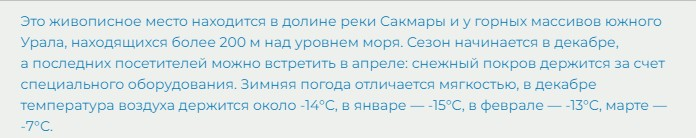 Это живописное место находится в долине реки Сакмары и у горных массивов южного
Урала, находящихся более 200 м над уровнем моря. Сезон начинается в декабре,
а последних посетителей можно встретить в апреле: снежный покров держится за счет
специального оборудования. Зимняя погода отличается мягкостью, в декабре
температура воздуха держится около -14°C, в январе — -15°C, в феврале — -13°C, марте —
-7°C.